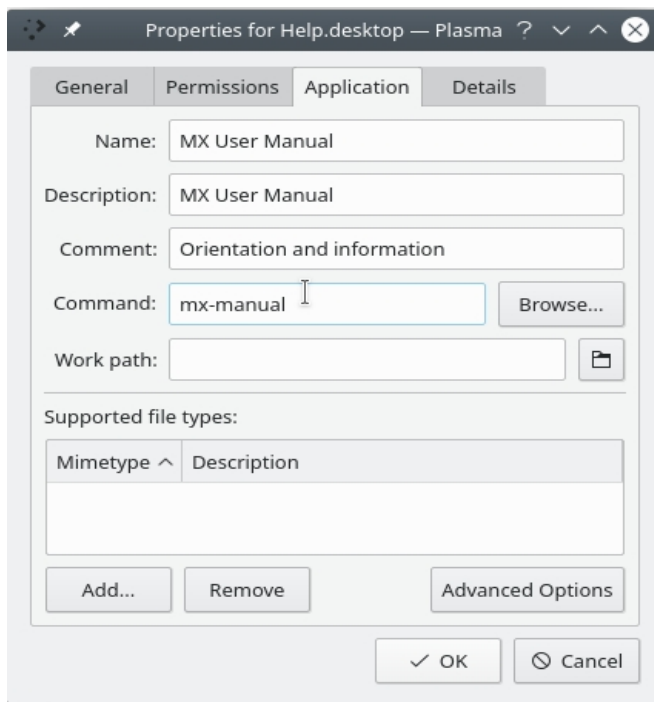 Properties for Help.desktop — Plasma ?
General Permissions Application Details
Name: MX User Manual
Description: MX User Manual
Comment: Orientation and information
Command: mx-manual Browse...
Work path:
Supported file types:
Mimetype Description
Add... Remove Advanced Options
OK Cancel